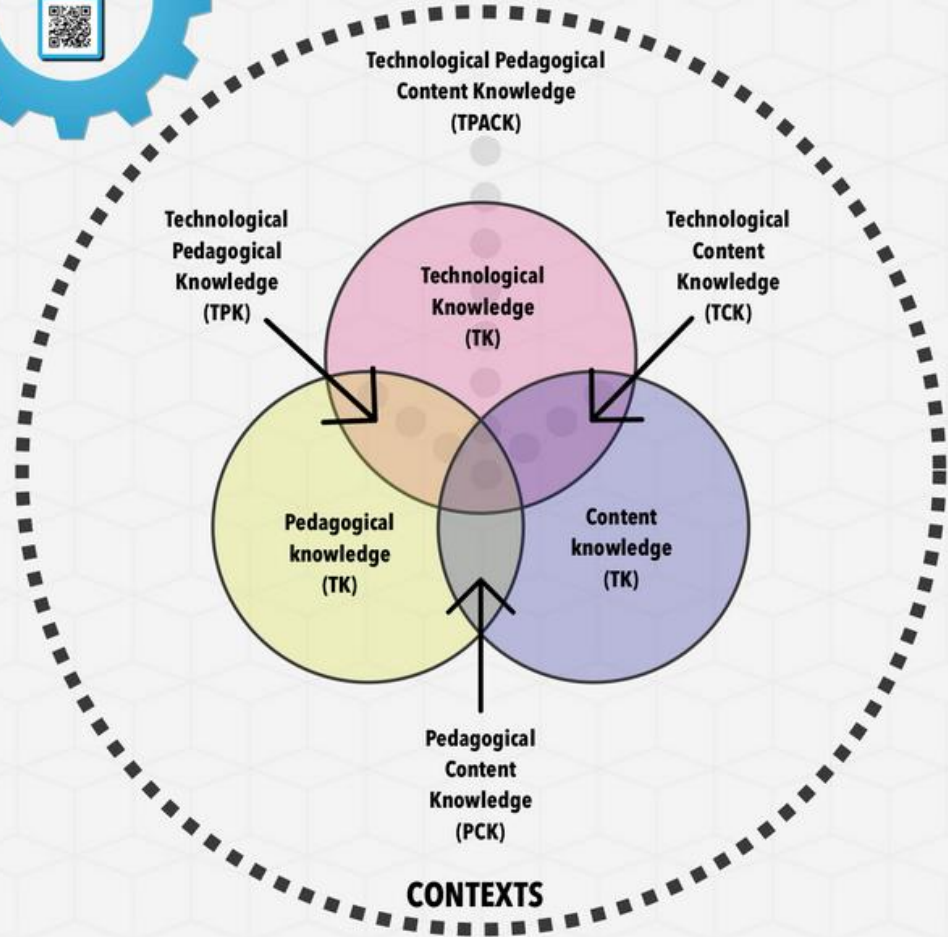 Technological Pedagogical
Content Knowledge
(TPACK)
Technological
Pedagogical
Knowledge
(TPK)
Technological
Content
Knowledge
(TCK)
Technological
Knowledge
(TK)
Pedagogical
knowledge
(TK)
Content
knowledge
(TK)
Pedagogical
Content
Knowledge
(PCK)
CONTEXTS